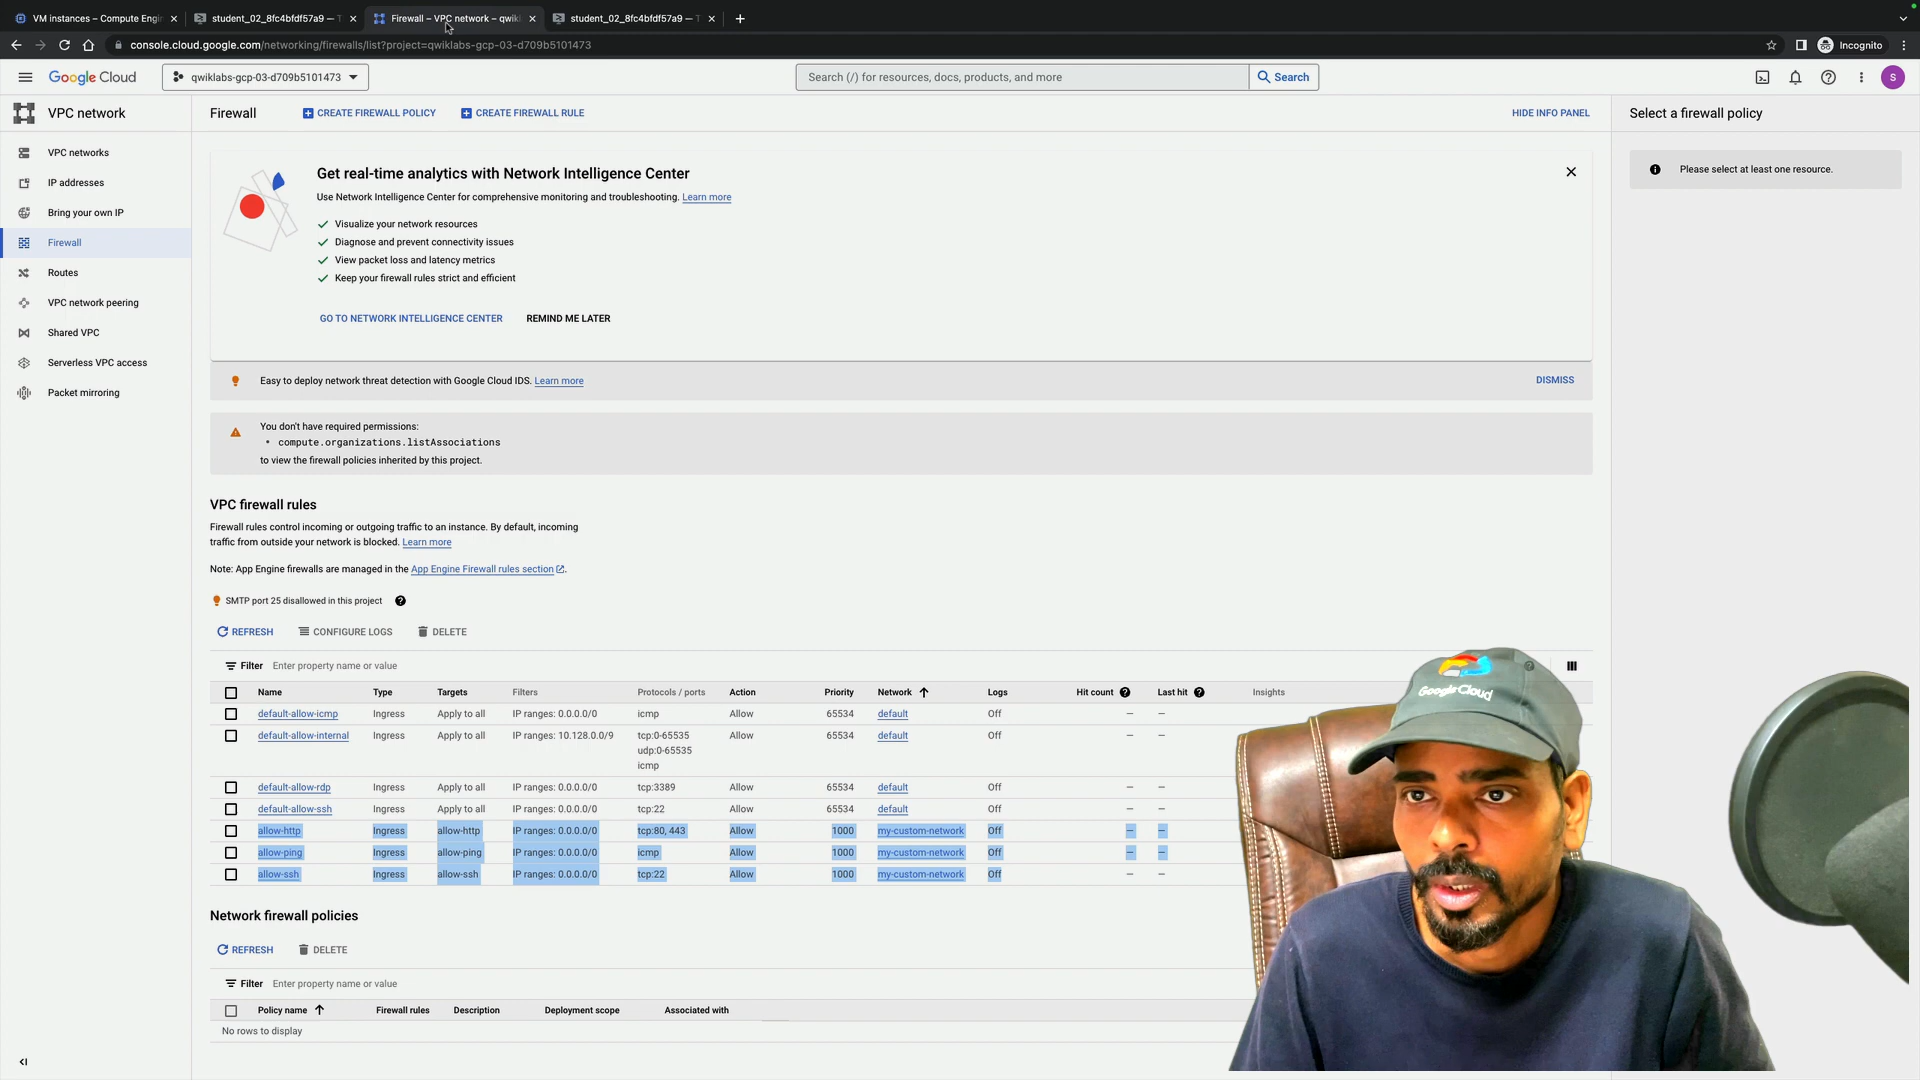 VM instances – Compute Engin
student_02_8fc4bfdf57a9 — T
Firewall – VPC network – qwikl
student_02_8fc4bfdf57a9 — T
console.cloud.google.com/networking/firewalls/list?project=qwiklabs-gcp-03-d709b5101473
Incognito
Google Cloud
qwiklabs-gcp-03-d709b5101473
Search (/) for resources, docs, products, and more
Search
S
VPC network
Firewall
CREATE FIREWALL POLICY
CREATE FIREWALL RULE
HIDE INFO PANEL
Select a firewall policy
VPC networks
IP addresses
Bring your own IP
Firewall
Routes
VPC network peering
Shared VPC
Serverless VPC access
Packet mirroring
Get real-time analytics with Network Intelligence Center
Use Network Intelligence Center for comprehensive monitoring and troubleshooting. Learn more
Visualize your network resources
Diagnose and prevent connectivity issues
View packet loss and latency metrics
Keep your firewall rules strict and efficient
GO TO NETWORK INTELLIGENCE CENTER
REMIND ME LATER
Please select at least one resource.
Easy to deploy network threat detection with Google Cloud IDS. Learn more
DISMISS
You don't have required permissions:
• compute.organizations.listAssociations
to view the firewall policies inherited by this project.
VPC firewall rules
Firewall rules control incoming or outgoing traffic to an instance. By default, incoming
traffic from outside your network is blocked. Learn more
Note: App Engine firewalls are managed in the App Engine Firewall rules section.
SMTP port 25 disallowed in this project
REFRESH CONFIGURE LOGS DELETE
Filter Enter property name or value
Name Type Targets Filters Protocols / ports Action Priority Network Logs Hit count Last hit Insights
default-allow-icmp Ingress Apply to all IP ranges: 0.0.0.0/0 icmp Allow 65534 default Off — —
default-allow-internal Ingress Apply to all IP ranges: 10.128.0.0/9 tcp:0-65535 Allow 65534 default Off — —
udp:0-65535
icmp
default-allow-rdp Ingress Apply to all IP ranges: 0.0.0.0/0 tcp:3389 Allow 65534 default Off — —
default-allow-ssh Ingress Apply to all IP ranges: 0.0.0.0/0 tcp:22 Allow 65534 default Off — —
allow-http Ingress allow-http IP ranges: 0.0.0.0/0 tcp:80, 443 Allow 1000 my-custom-network Off — —
allow-ping Ingress allow-ping IP ranges: 0.0.0.0/0 icmp Allow 1000 my-custom-network Off — —
allow-ssh Ingress allow-ssh IP ranges: 0.0.0.0/0 tcp:22 Allow 1000 my-custom-network Off — —
Network firewall policies
REFRESH DELETE
Filter Enter property name or value
Policy name Firewall rules Description Deployment scope Associated with
No rows to display
Google Cloud